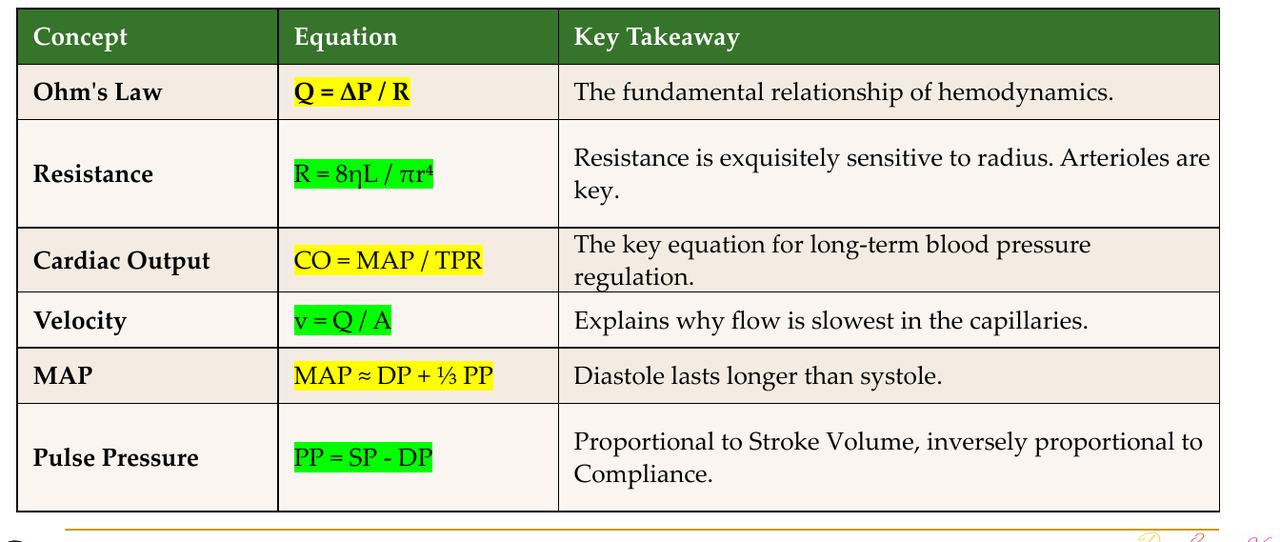 Concept
Equation
Key Takeaway
Ohm's Law
Q = ΔP / R
The fundamental relationship of hemodynamics.
Resistance
R = 8ηL / πr⁴
Resistance is exquisitely sensitive to radius. Arterioles are
key.
Cardiac Output
CO = MAP / TPR
The key equation for long-term blood pressure
regulation.
Velocity
v = Q / A
Explains why flow is slowest in the capillaries.
MAP
MAP ≈ DP + ⅓ PP
Diastole lasts longer than systole.
Pulse Pressure
PP = SP - DP
Proportional to Stroke Volume, inversely proportional to
Compliance.